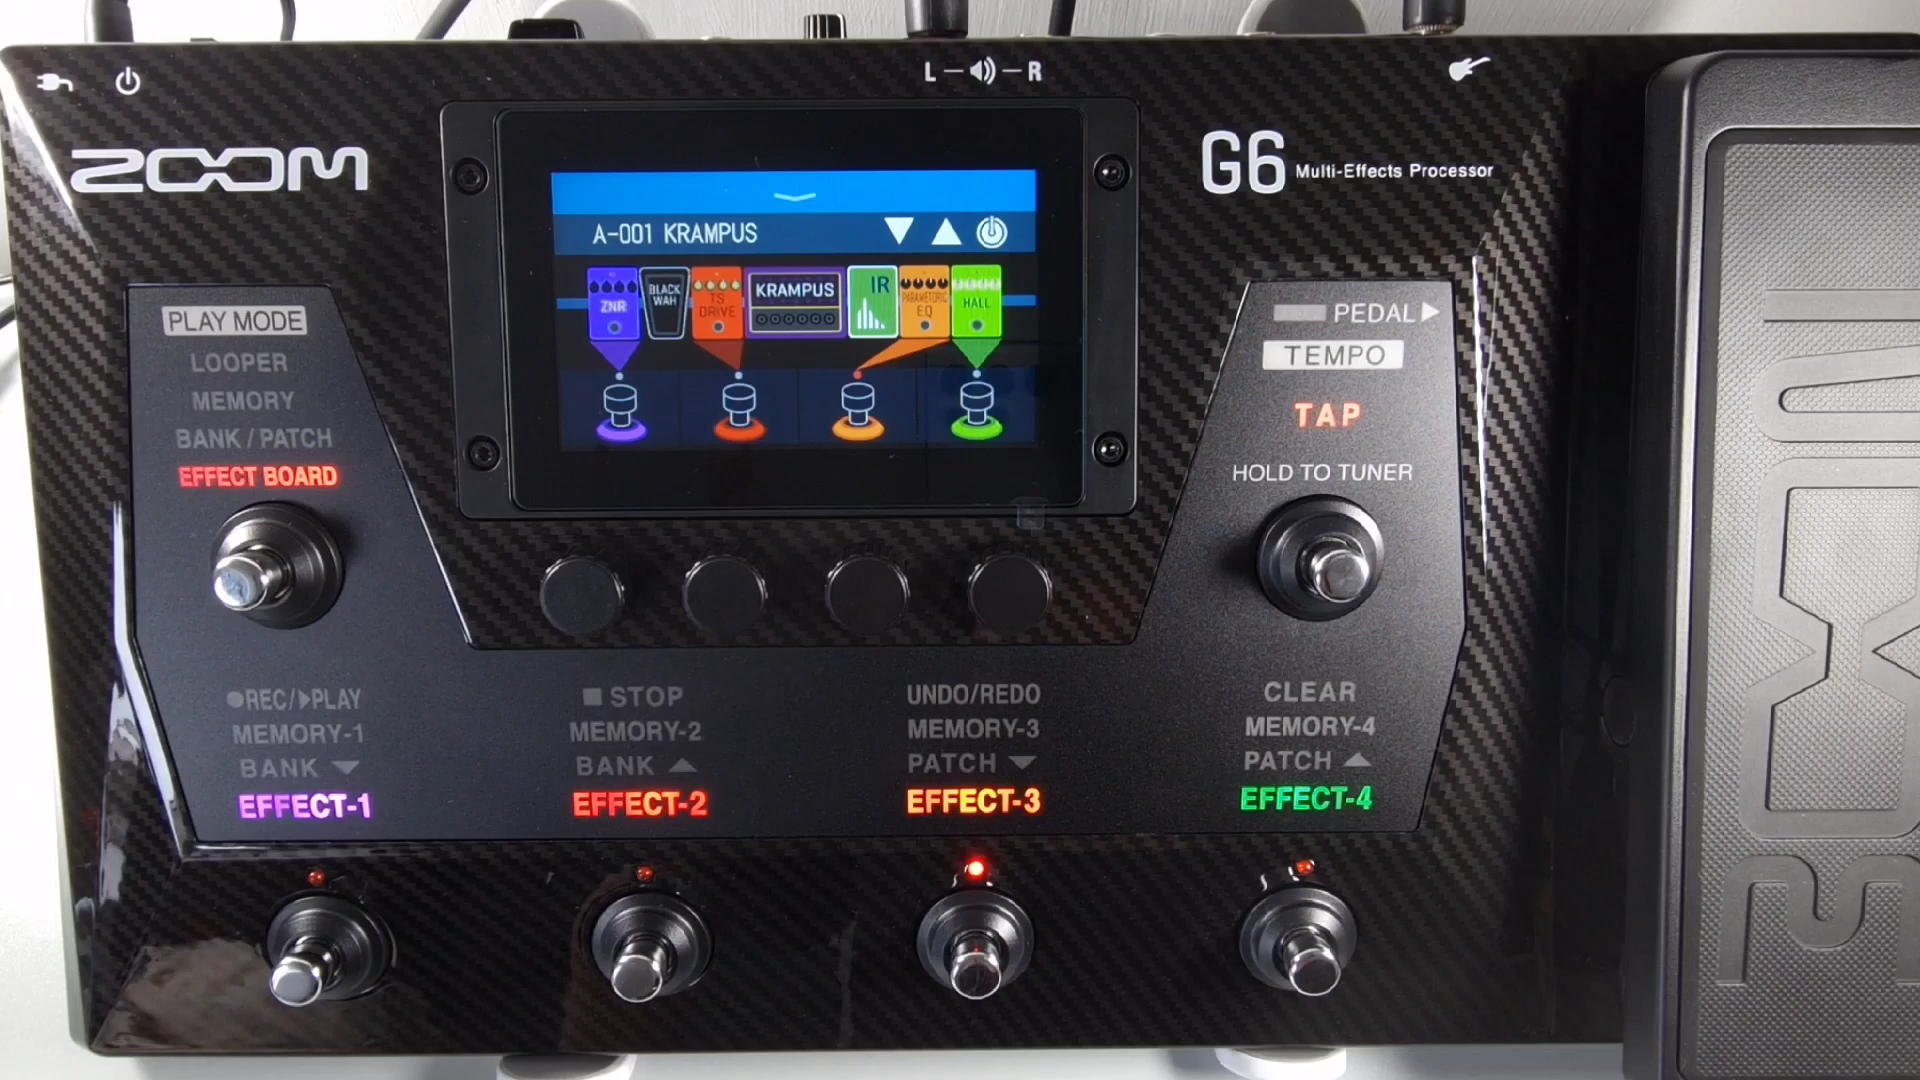 L R
ZOOM
G6 Multi-Effects Processor
A-001 KRAMPUS
ZNR
BLACK
WAH
TS
DRIVE
KRAMPUS
IR
PARAMETORIC
EQ
HALL
PLAY MODE
LOOPER
MEMORY
BANK / PATCH
EFFECT BOARD
PEDAL
TEMPO
TAP
HOLD TO TUNER
REC/PLAY
MEMORY-1
BANK
EFFECT-1
STOP
MEMORY-2
BANK
EFFECT-2
UNDO/REDO
MEMORY-3
PATCH
EFFECT-3
CLEAR
MEMORY-4
PATCH
EFFECT-4
ZOOM